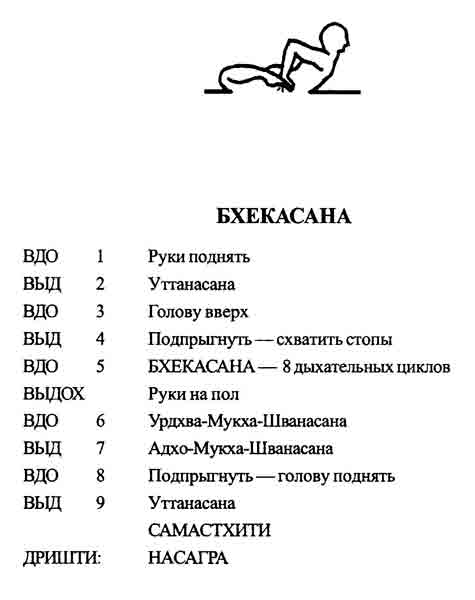 БХЕКАСАНА
ВДО 1 Руки поднять
ВЫД 2 Уттанасана
ВДО 3 Голову вверх
ВЫД 4 Подпрыгнуть — схватить стопы
ВДО 5 БХЕКАСАНА — 8 дыхательных циклов
ВЫДОХ Руки на пол
ВДО 6 Урдхва-Мукха-Шванасана
ВЫД 7 Адхо-Мукха-Шванасана
ВДО 8 Подпрыгнуть — голову поднять
ВЫД 9 Уттанасана
САМАСТХИТИ
ДРИШТИ: НАСАГРА